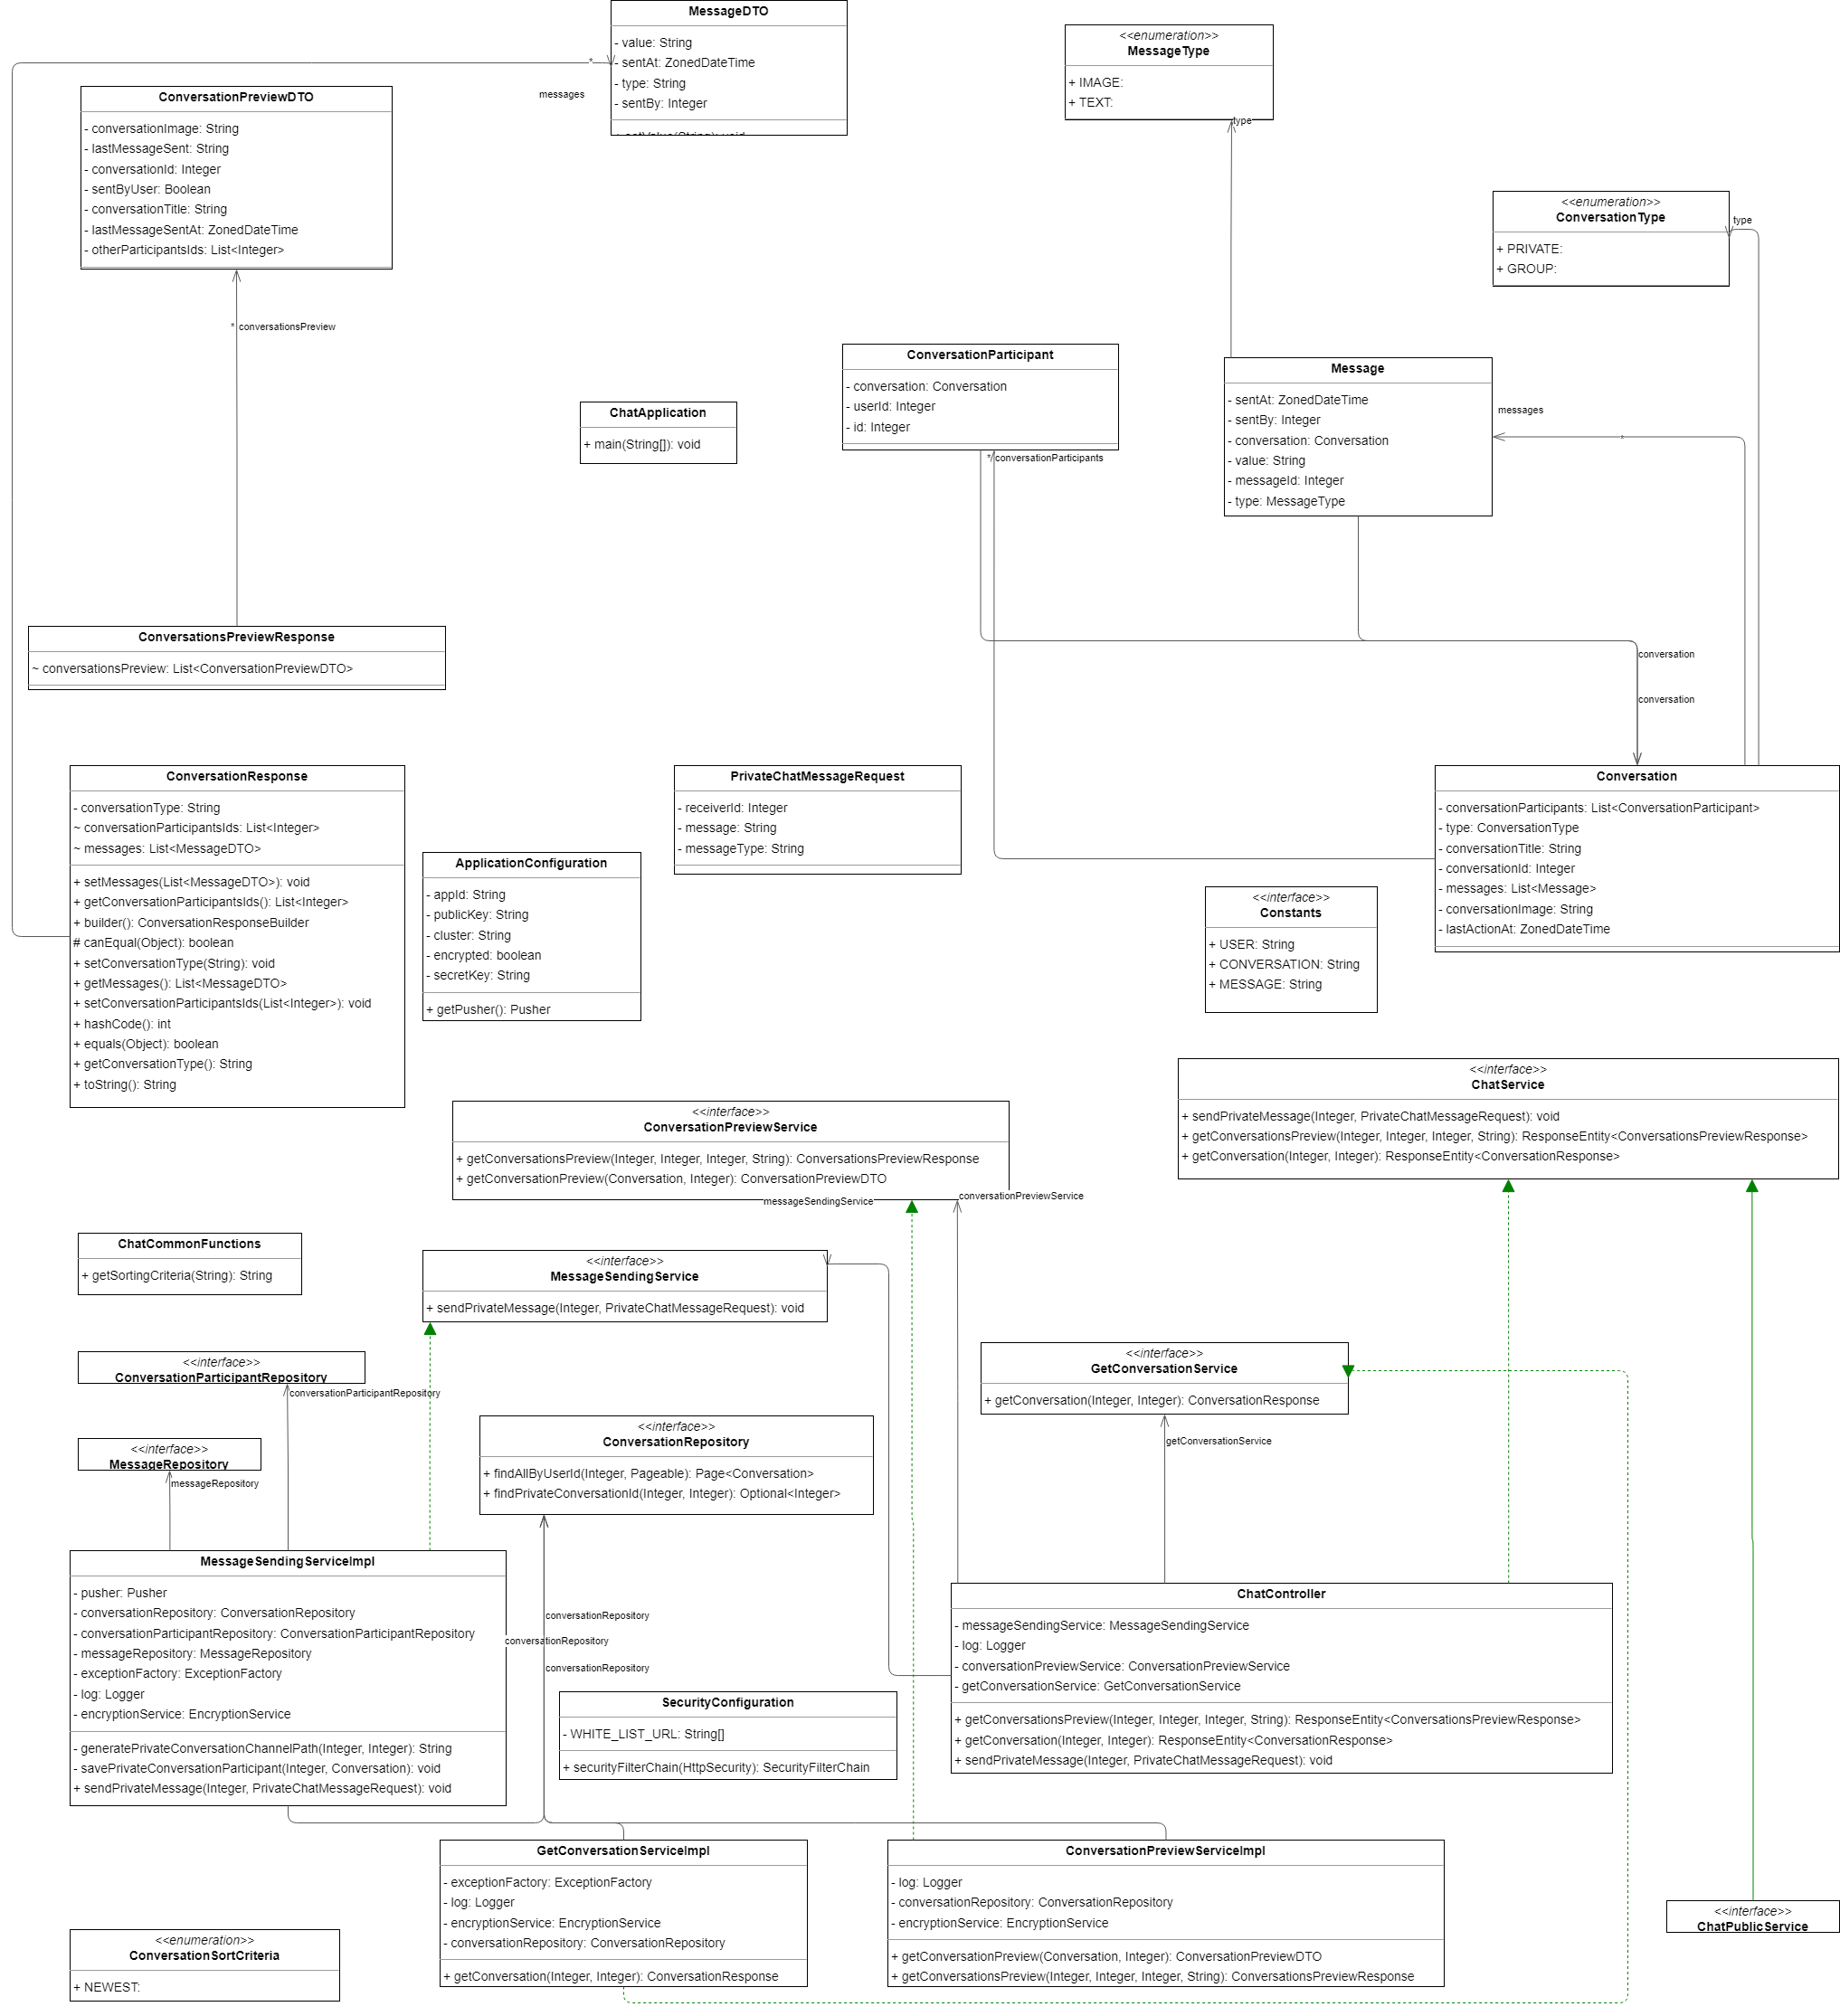 MessageDTO
- value: String
- sentAt: ZonedDateTime
- type: String
- sentBy: Integer
+ setValue(String): void
*
messages
<<enumeration>>
MessageType
+ IMAGE:
+ TEXT:
type
ConversationPreviewDTO
- conversationImage: String
- lastMessageSent: String
- conversationId: Integer
- sentByUser: Boolean
- conversationTitle: String
- lastMessageSentAt: ZonedDateTime
- otherParticipantsIds: List<Integer>
* conversationsPreview
<<enumeration>>
ConversationType
+ PRIVATE:
+ GROUP:
type
ConversationParticipant
- conversation: Conversation
- userId: Integer
- id: Integer
* conversationParticipants
Message
- sentAt: ZonedDateTime
- sentBy: Integer
- conversation: Conversation
- value: String
- messageId: Integer
- type: MessageType
messages
*
ChatApplication
+ main(String[]): void
ConversationsPreviewResponse
~ conversationsPreview: List<ConversationPreviewDTO>
conversation
conversation
ConversationResponse
- conversationType: String
~ conversationParticipantsIds: List<Integer>
~ messages: List<MessageDTO>
+ setMessages(List<MessageDTO>): void
+ getConversationParticipantsIds(): List<Integer>
+ builder(): ConversationResponseBuilder
# canEqual(Object): boolean
+ setConversationType(String): void
+ getMessages(): List<MessageDTO>
+ setConversationParticipantsIds(List<Integer>): void
+ hashCode(): int
+ equals(Object): boolean
+ getConversationType(): String
+ toString(): String
PrivateChatMessageRequest
- receiverId: Integer
- message: String
- messageType: String
Conversation
- conversationParticipants: List<ConversationParticipant>
- type: ConversationType
- conversationTitle: String
- conversationId: Integer
- messages: List<Message>
- conversationImage: String
- lastActionAt: ZonedDateTime
ApplicationConfiguration
- appId: String
- publicKey: String
- cluster: String
- encrypted: boolean
- secretKey: String
+ getPusher(): Pusher
<<interface>>
Constants
+ USER: String
+ CONVERSATION: String
+ MESSAGE: String
<<interface>>
ChatService
+ sendPrivateMessage(Integer, PrivateChatMessageRequest): void
+ getConversationsPreview(Integer, Integer, Integer, String): ResponseEntity<ConversationsPreviewResponse>
+ getConversation(Integer, Integer): ResponseEntity<ConversationResponse>
<<interface>>
ConversationPreviewService
+ getConversationsPreview(Integer, Integer, Integer, String): ConversationsPreviewResponse
+ getConversationPreview(Conversation, Integer): ConversationPreviewDTO
messageSendingService
conversationPreviewService
ChatCommonFunctions
+ getSortingCriteria(String): String
<<interface>>
MessageSendingService
+ sendPrivateMessage(Integer, PrivateChatMessageRequest): void
<<interface>>
ConversationParticipantRepository
conversationParticipantRepository
<<interface>>
GetConversationService
+ getConversation(Integer, Integer): ConversationResponse
getConversationService
<<interface>>
MessageRepository
messageRepository
<<interface>>
ConversationRepository
+ findAllByUserId(Integer, Pageable): Page<Conversation>
+ findPrivateConversationId(Integer, Integer): Optional<Integer>
MessageSendingServiceImpl
- pusher: Pusher
- conversationRepository: ConversationRepository
- conversationParticipantRepository: ConversationParticipantRepository
- messageRepository: MessageRepository
- exceptionFactory: ExceptionFactory
- log: Logger
- encryptionService: EncryptionService
- generatePrivateConversationChannelPath(Integer, Integer): String
- savePrivateConversationParticipant(Integer, Conversation): void
+ sendPrivateMessage(Integer, PrivateChatMessageRequest): void
conversationRepository
conversationRepository
conversationRepository
ChatController
- messageSendingService: MessageSendingService
- log: Logger
- conversationPreviewService: ConversationPreviewService
- getConversationService: GetConversationService
+ getConversationsPreview(Integer, Integer, Integer, String): ResponseEntity<ConversationsPreviewResponse>
+ getConversation(Integer, Integer): ResponseEntity<ConversationResponse>
+ sendPrivateMessage(Integer, PrivateChatMessageRequest): void
SecurityConfiguration
- WHITE_LIST_URL: String[]
+ securityFilterChain(HttpSecurity): SecurityFilterChain
GetConversationServiceImpl
- exceptionFactory: ExceptionFactory
- log: Logger
- encryptionService: EncryptionService
- conversationRepository: ConversationRepository
+ getConversation(Integer, Integer): ConversationResponse
ConversationPreviewServiceImpl
- log: Logger
- conversationRepository: ConversationRepository
- encryptionService: EncryptionService
+ getConversationPreview(Conversation, Integer): ConversationPreviewDTO
+ getConversationsPreview(Integer, Integer, Integer, String): ConversationsPreviewResponse
<<interface>>
ChatPublicService
<<enumeration>>
ConversationSortCriteria
+ NEWEST: